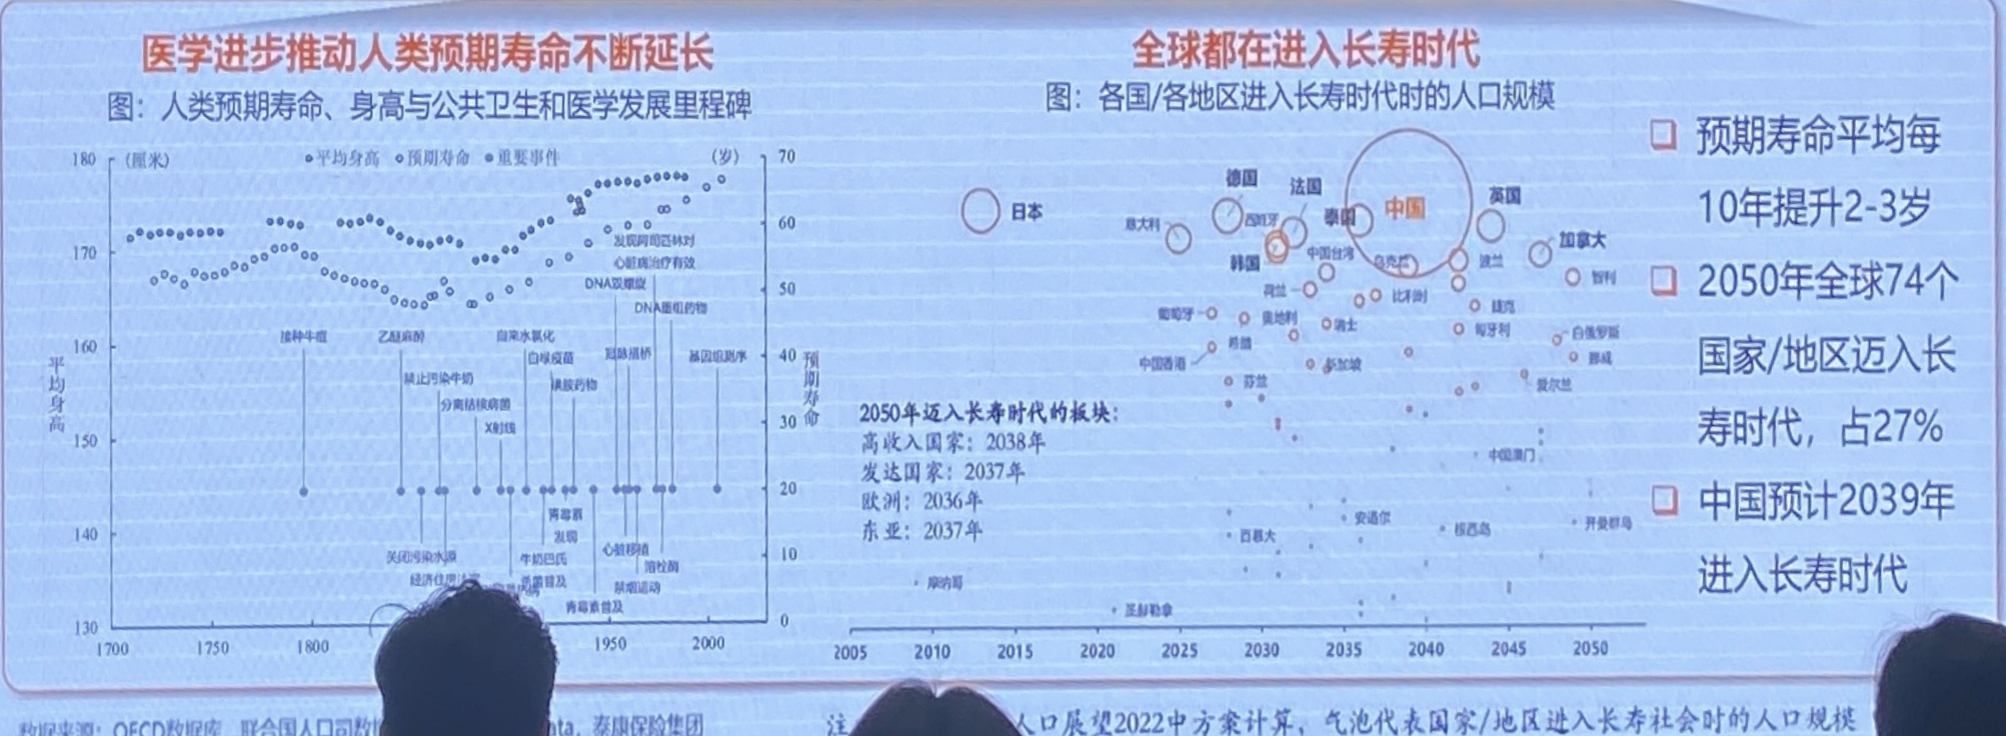 医学进步推动人类预期寿命不断延长
图：人类预期寿命、身高与公共卫生和医学发展里程碑
180 (厘米) 平均身高 预期寿命 重要事件 (岁) 70
170
160
150
140
130
平均身高
60
50
40
30
20
10
0
预期寿命
发现阿司匹林对
心脏病治疗有效
DNA双螺旋
DNA重组药物
接种牛痘
乙醚麻醉
自来水氯化
白喉疫苗
冠脉搭桥
基因组测序
禁止污染牛奶
磺胺药物
分离结核病菌
X射线
青霉素
发现
关闭污染水源
牛奶巴氏
杀菌普及
心脏移植
溶栓酶
禁烟运动
青霉素普及
1700 1750 1800 1950 2000
全球都在进入长寿时代
图：各国/各地区进入长寿时代时的人口规模
日本
德国
法国
英国
意大利
西班牙
泰国
中国
加拿大
韩国
中国台湾
乌克兰
波兰
智利
荷兰
比利时
捷克
葡萄牙
奥地利
瑞士
匈牙利
白俄罗斯
希腊
中国香港
新加坡
挪威
芬兰
爱尔兰
中国澳门
安道尔
百慕大
根西岛
开曼群岛
摩纳哥
圣赫勒拿
2050年迈入长寿时代的板块：
高收入国家：2038年
发达国家：2037年
欧洲：2036年
东亚：2037年
2005 2010 2015 2020 2025 2030 2035 2040 2045 2050
预期寿命平均每
10年提升2-3岁
2050年全球74个
国家/地区迈入长
寿时代，占27%
中国预计2039年
进入长寿时代
数据来源：OECD数据库，联合国人口司数 ta，泰康保险集团
注 人口展望2022中方案计算，气泡代表国家/地区进入长寿社会时的人口规模